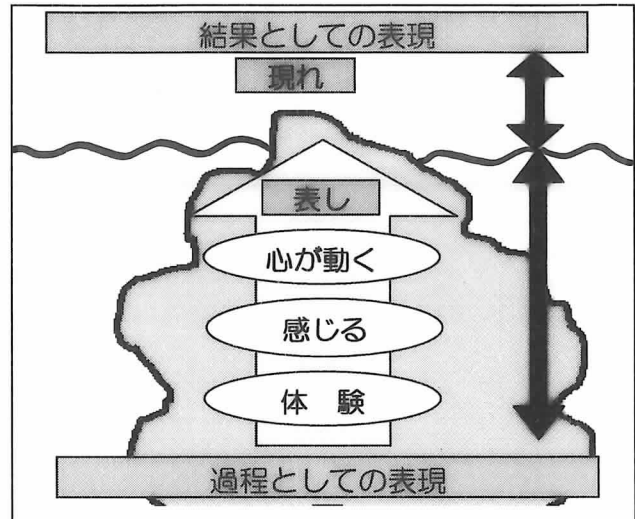 結果としての表現
現れ
表し
心が動く
感じる
体 験
過程としての表現